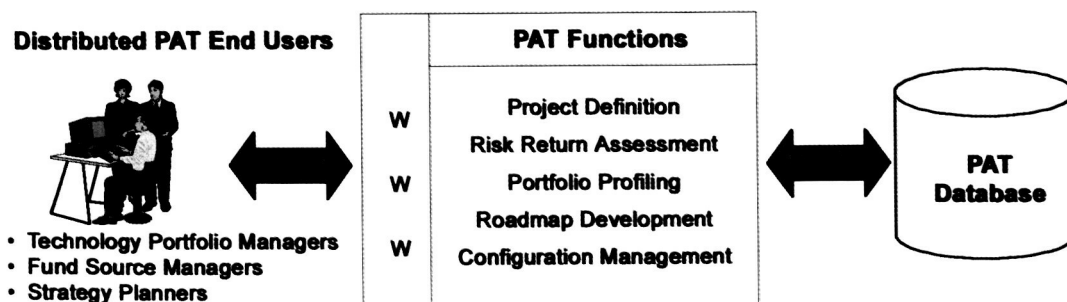 Distributed PAT End Users
• Technology Portfolio Managers
• Fund Source Managers
• Strategy Planners
W
W
W
PAT Functions
Project Definition
Risk Return Assessment
Portfolio Profiling
Roadmap Development
Configuration Management
PAT
Database